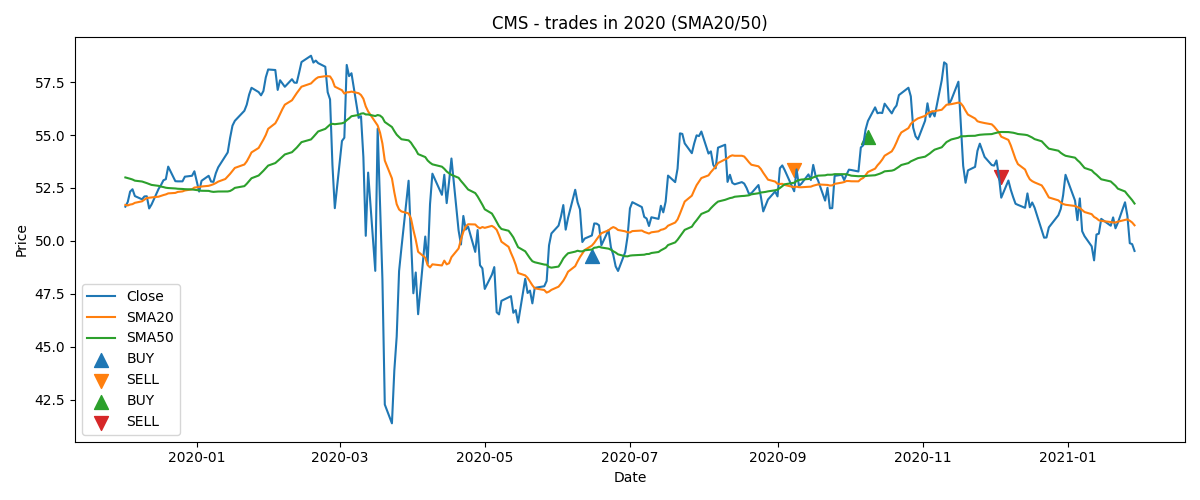 CMS - trades in 2020 (SMA20/50)
Price
57.5
55.0
52.5
50.0
47.5
45.0
42.5
Close
SMA20
SMA50
BUY
SELL
BUY
SELL
2020-01
2020-03
2020-05
2020-07
2020-09
2020-11
2021-01
Date